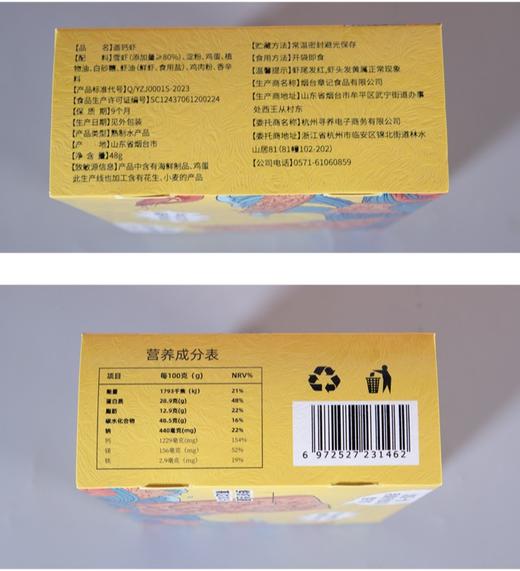 【品 名】面钙虾
【配 料】雪虾(添加量≥80%)、淀粉、鸡蛋、植
物油、白砂糖、虾油(鲜虾、食用盐)、鸡肉粉、香辛
料
【产品标准代号】Q/YZJ0001S-2023
【食品生产许可证编号】SC12437061200224
【保 质 期】9个月
【生产日期】见外包装
【产品类型】熟制水产品
【产 地】山东省烟台市
【净 含 量】48g
【致敏源信息】产品中含有海鲜制品、鸡蛋
此生产线也加工含有花生、小麦的产品
【贮藏方法】常温密封避光保存
【食用方法】开袋即食
【温馨提示】虾尾发红,虾头发黄属正常现象
【生产商名称】烟台章记食品有限公司
【生产商地址】山东省烟台市牟平区武宁街道办事
处西王从村东
【委托商名称】杭州寻养电子商务有限公司
【委托商地址】浙江省杭州市临安区锦北街道林水
山居81(81幢102-202)
【公司电话】0571-61060859
营养成分表
项目 每100克(g) NRV%
能量 1793千焦(kj) 21%
蛋白质 28.9克(g) 48%
脂肪 12.9克(g) 22%
碳水化合物 48.5克(g) 16%
钠 440毫克(mg) 22%
钙 1229毫克(mg) 154%
镁 156毫克(mg) 52%
铁 2.9毫克(mg) 19%
6 972527 231462